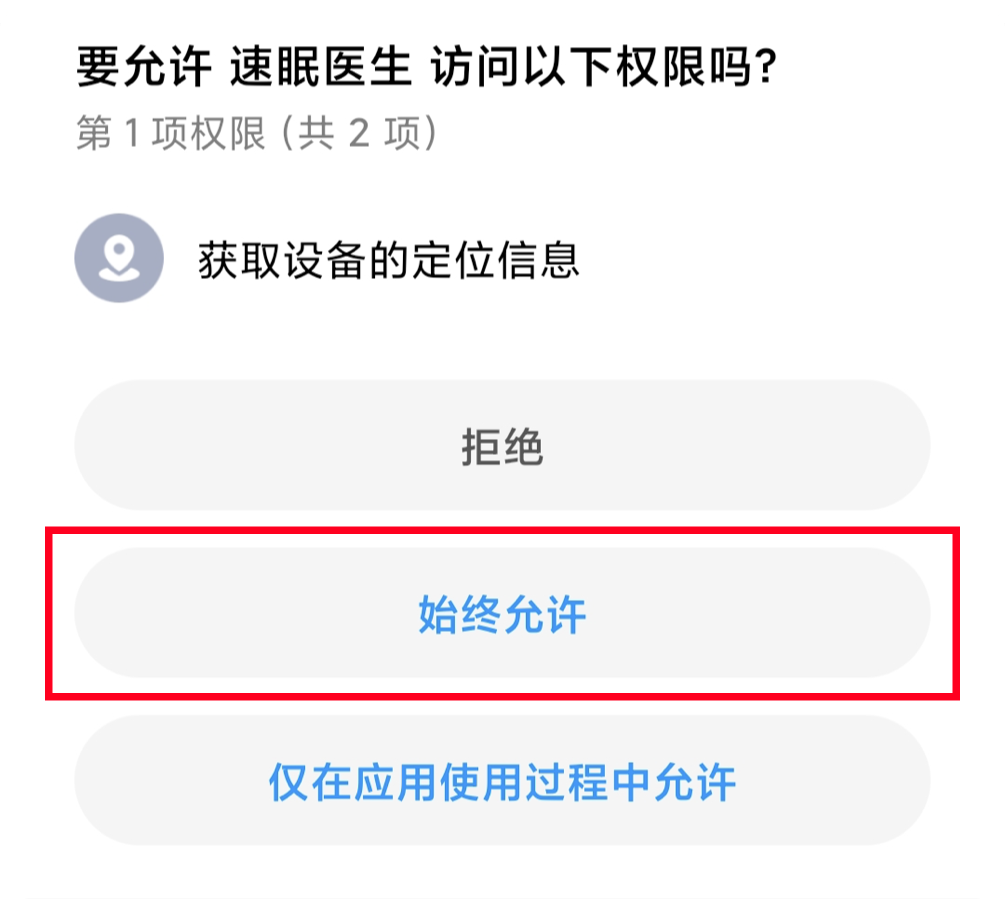 要允许 速眠医生 访问以下权限吗?
第 1 项权限 (共 2 项)
获取设备的定位信息
拒绝
始终允许
仅在应用使用过程中允许